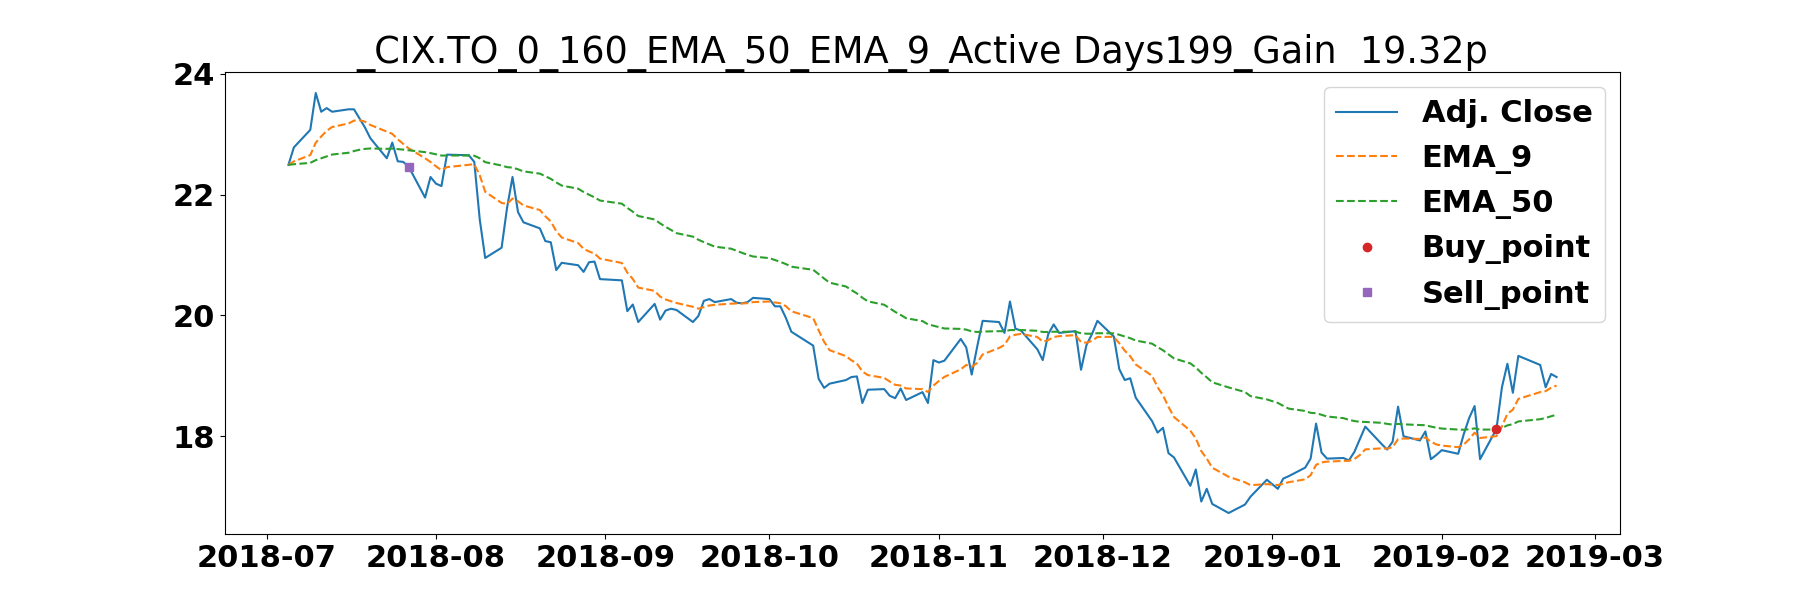 _CIX.TO_0_160_EMA_50_EMA_9_Active Days199_Gain  19.32p
24
22
20
18
Adj. Close
EMA_9
EMA_50
Buy_point
Sell_point
2018-07 2018-08 2018-09 2018-10 2018-11 2018-12 2019-01 2019-02 2019-03